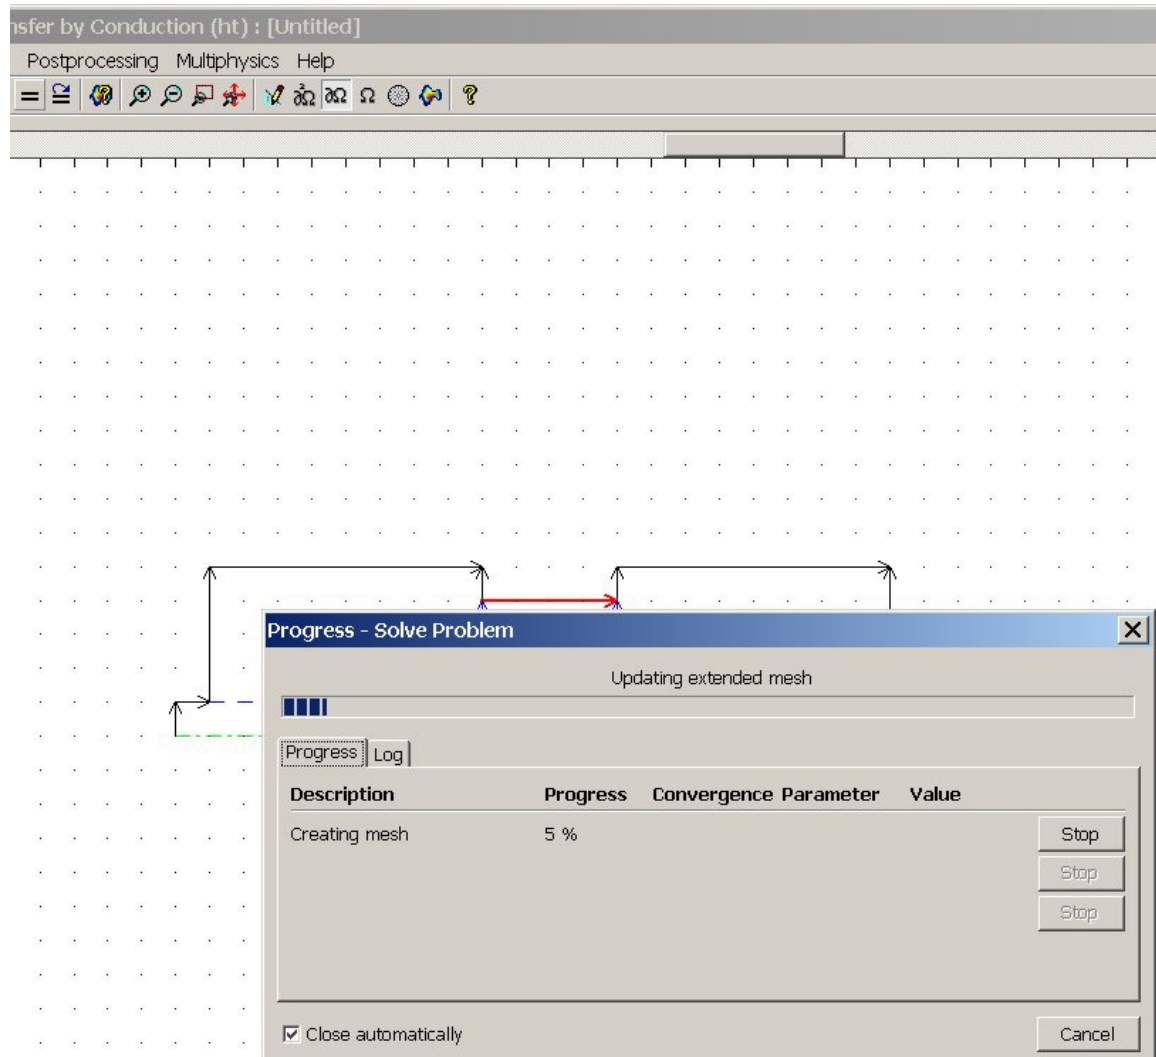 nsfer by Conduction (ht) : [Untitled]
Postprocessing Multiphysics Help
∂Ω Ω ?
Progress - Solve Problem
Updating extended mesh
Progress Log
Description Progress Convergence Parameter Value
Creating mesh 5 % Stop
Stop
Stop
Close automatically Cancel